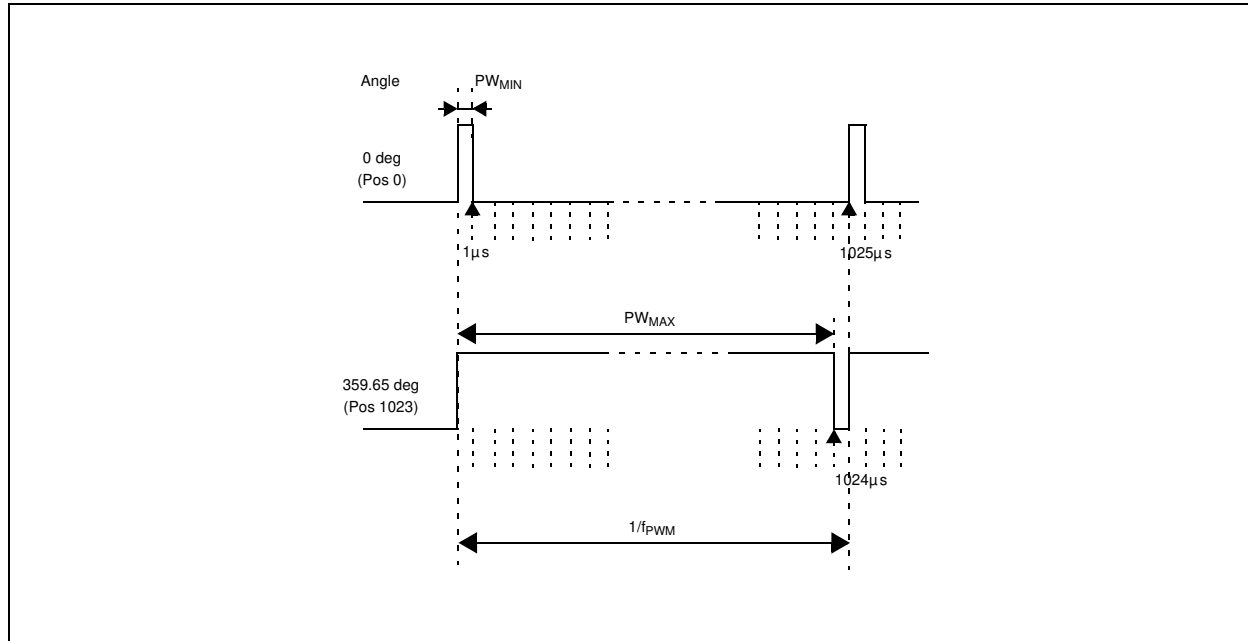 Angle
PWMIN
0 deg
(Pos 0)
1µs
1025µs
PWMAX
359.65 deg
(Pos 1023)
1024µs
1/fPWM